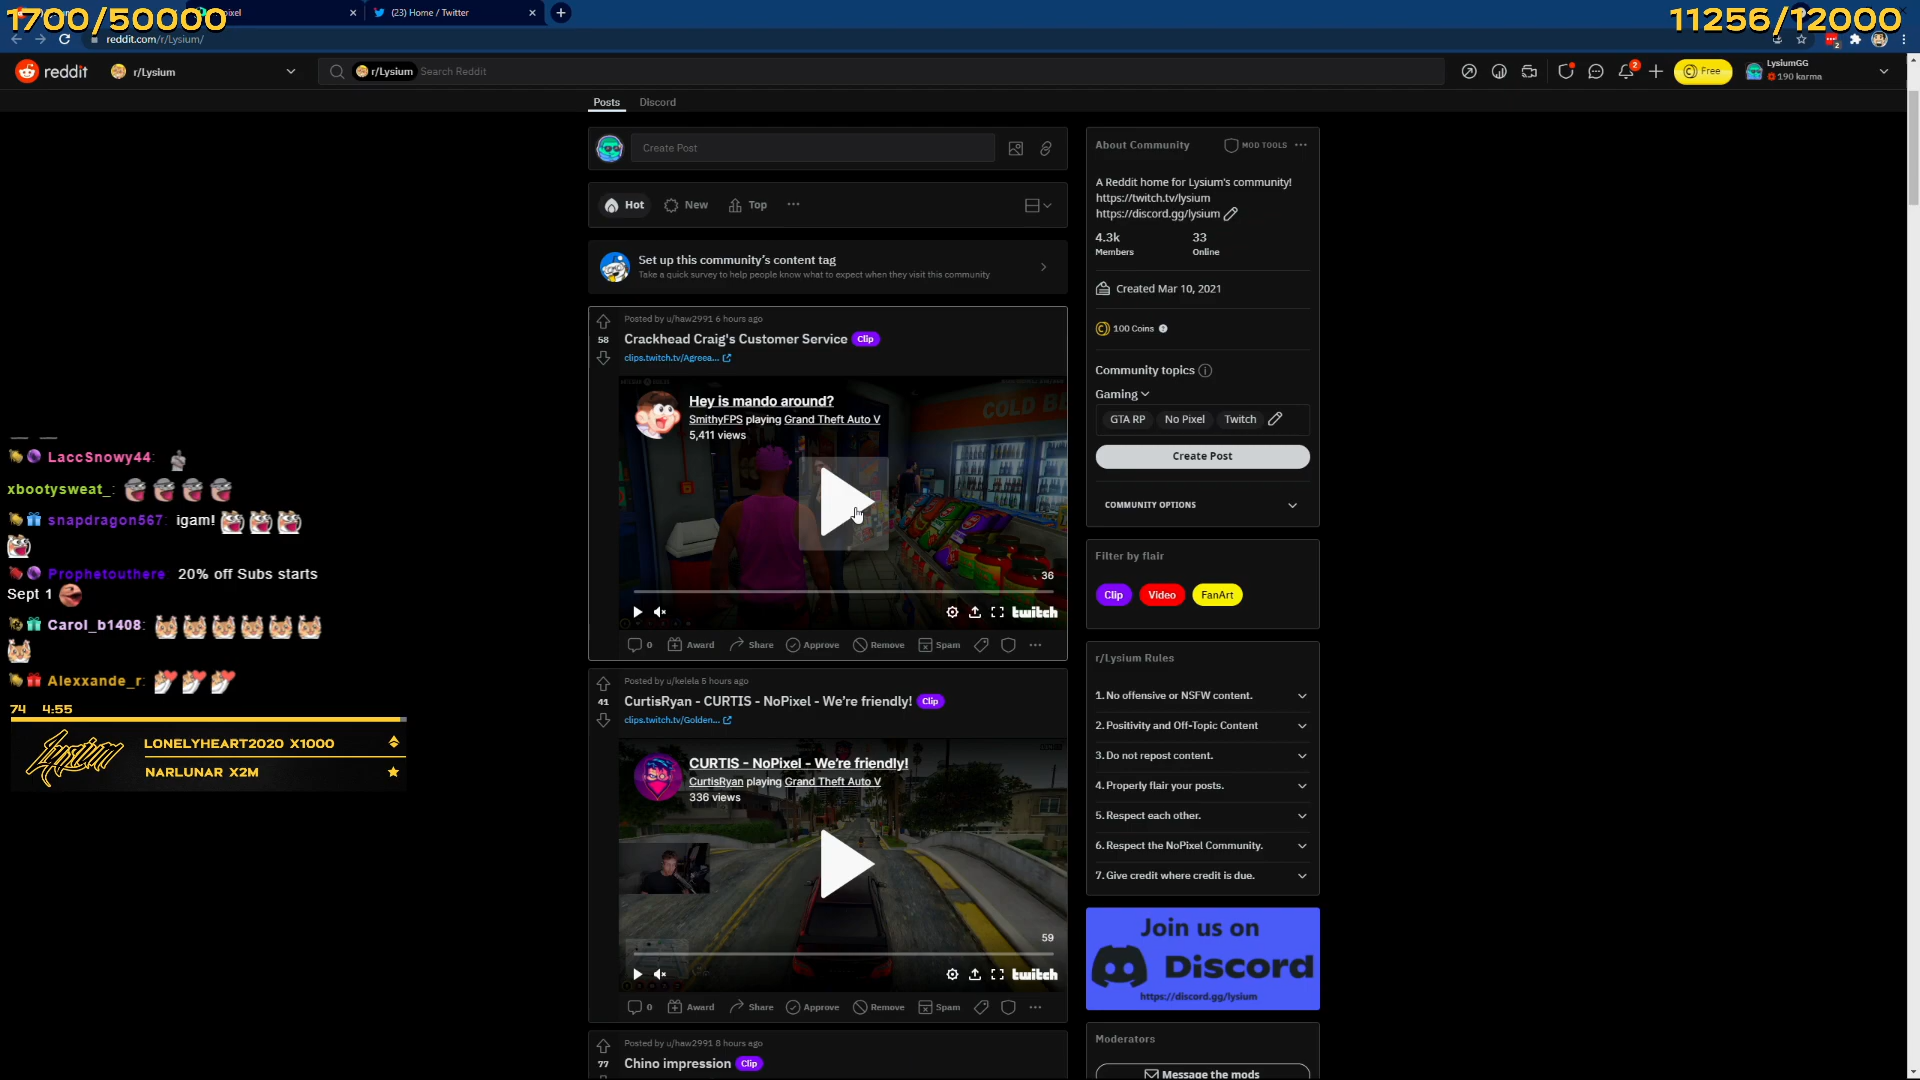 1700/50000
11256/12000
(23) Home / Twitter
reddit.com/r/Lysium/
reddit
r/Lysium
r/Lysium
Search Reddit
2
Free
LysiumGG
190 karma
Posts
Discord
Create Post
Hot
New
Top
Set up this community's content tag
Take a quick survey to help people know what to expect when they visit this community
Posted by u/haw2991 6 hours ago
58
Crackhead Craig's Customer Service
Clip
clips.twitch.tv/Agreea...
Hey is mando around?
SmithyFPS playing Grand Theft Auto V
5,411 views
COLD BE
36
twitch
0
Award
Share
Approve
Remove
Spam
Posted by u/kelela 5 hours ago
41
CurtisRyan - CURTIS - NoPixel - We're friendly!
Clip
clips.twitch.tv/Golden...
CURTIS - NoPixel - We're friendly!
CurtisRyan playing Grand Theft Auto V
336 views
59
twitch
0
Award
Share
Approve
Remove
Spam
Posted by u/haw2991 8 hours ago
77
Chino impression
Clip
About Community
MOD TOOLS
A Reddit home for Lysium's community!
https://twitch.tv/lysium
https://discord.gg/lysium
4.3k
Members
33
Online
Created Mar 10, 2021
100 Coins
Community topics
Gaming
GTA RP
No Pixel
Twitch
Create Post
COMMUNITY OPTIONS
Filter by flair
Clip
Video
FanArt
r/Lysium Rules
1. No offensive or NSFW content.
2. Positivity and Off-Topic Content
3. Do not repost content.
4. Properly flair your posts.
5. Respect each other.
6. Respect the NoPixel Community.
7. Give credit where credit is due.
Join us on
Discord
https://discord.gg/lysium
Moderators
Message the mods
LaccSnowy44:
xbootysweat_:
snapdragon567: igam!
Prophetouthere 20% off Subs starts
Sept 1
Carol_b1408:
Alexxande_r:
74 4:55
Lysium
LONELYHEART2020 X1000
NARLUNAR X2M